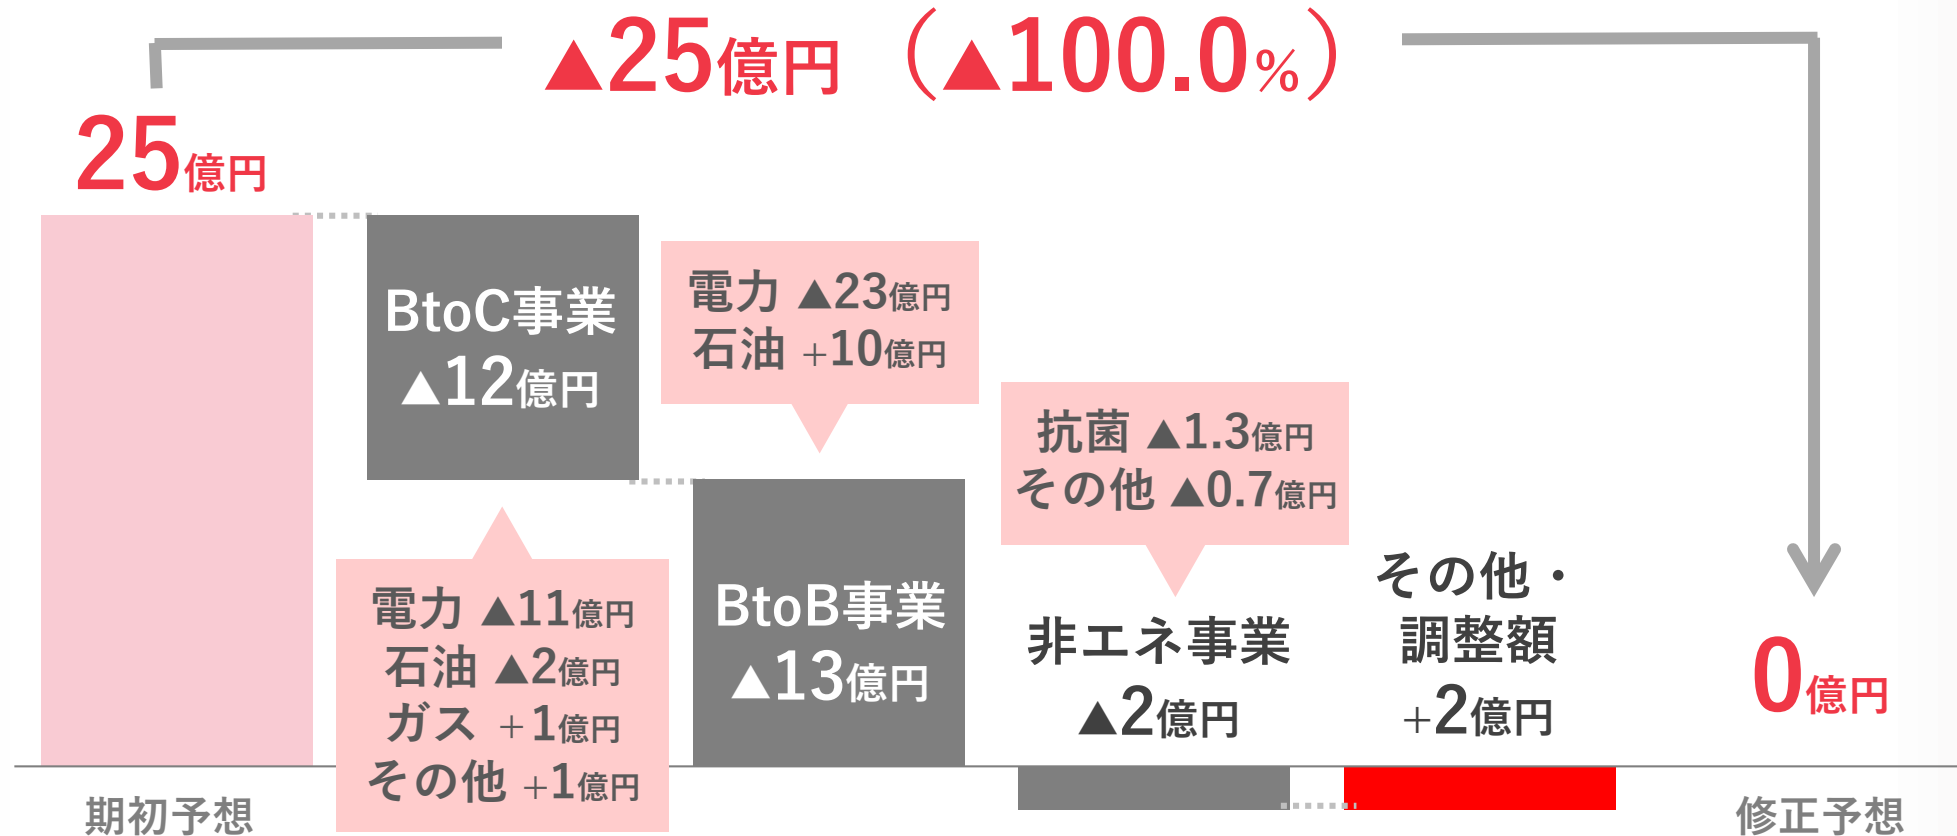 ▲25億円（▲100.0％）
25億円
BtoC事業
▲12億円
電力 ▲11億円
石油 ▲2億円
ガス ＋1億円
その他 ＋1億円
電力 ▲23億円
石油 ＋10億円
BtoB事業
▲13億円
抗菌 ▲1.3億円
その他 ▲0.7億円
非エネ事業
▲2億円
その他・
調整額
＋2億円
0億円
期初予想
修正予想